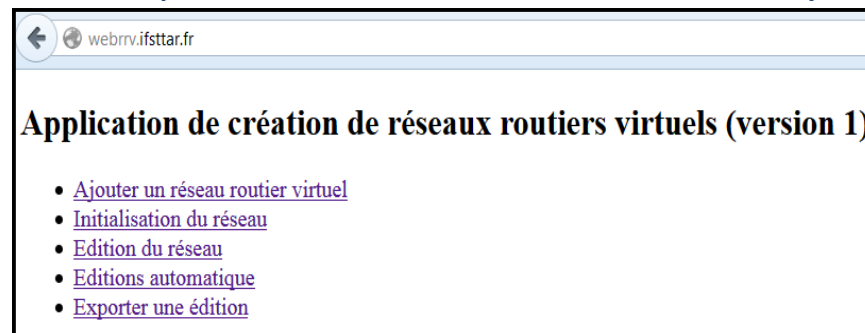 webrrv.ifsttar.fr
Application de création de réseaux routiers virtuels (version 1)
Ajouter un réseau routier virtuel
Initialisation du réseau
Edition du réseau
Editions automatique
Exporter une édition